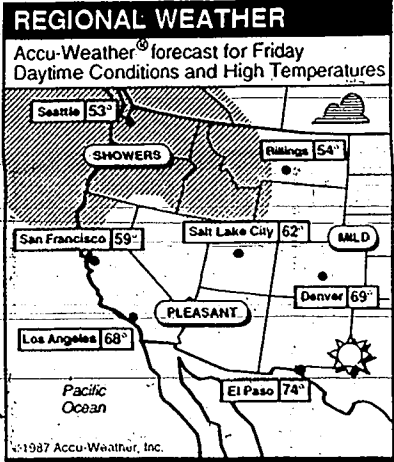 REGIONAL WEATHER
Accu-Weather® forecast for Friday
Daytime Conditions and High Temperatures
Seattle 53°
SHOWERS
Billings 54°
San Francisco 59°
Salt Lake City 62°
MILD
Denver 69°
PLEASANT
Los Angeles 68°
El Paso 74°
Pacific
Ocean
©1987 Accu-Weather, Inc.